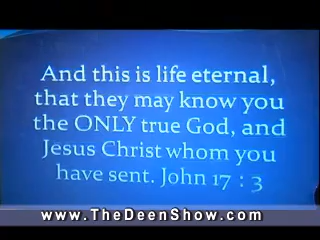 And this is life eternal,
that they may know you
the ONLY true God, and
Jesus Christ whom you
have sent. John 17 : 3
www.TheDeenShow.com